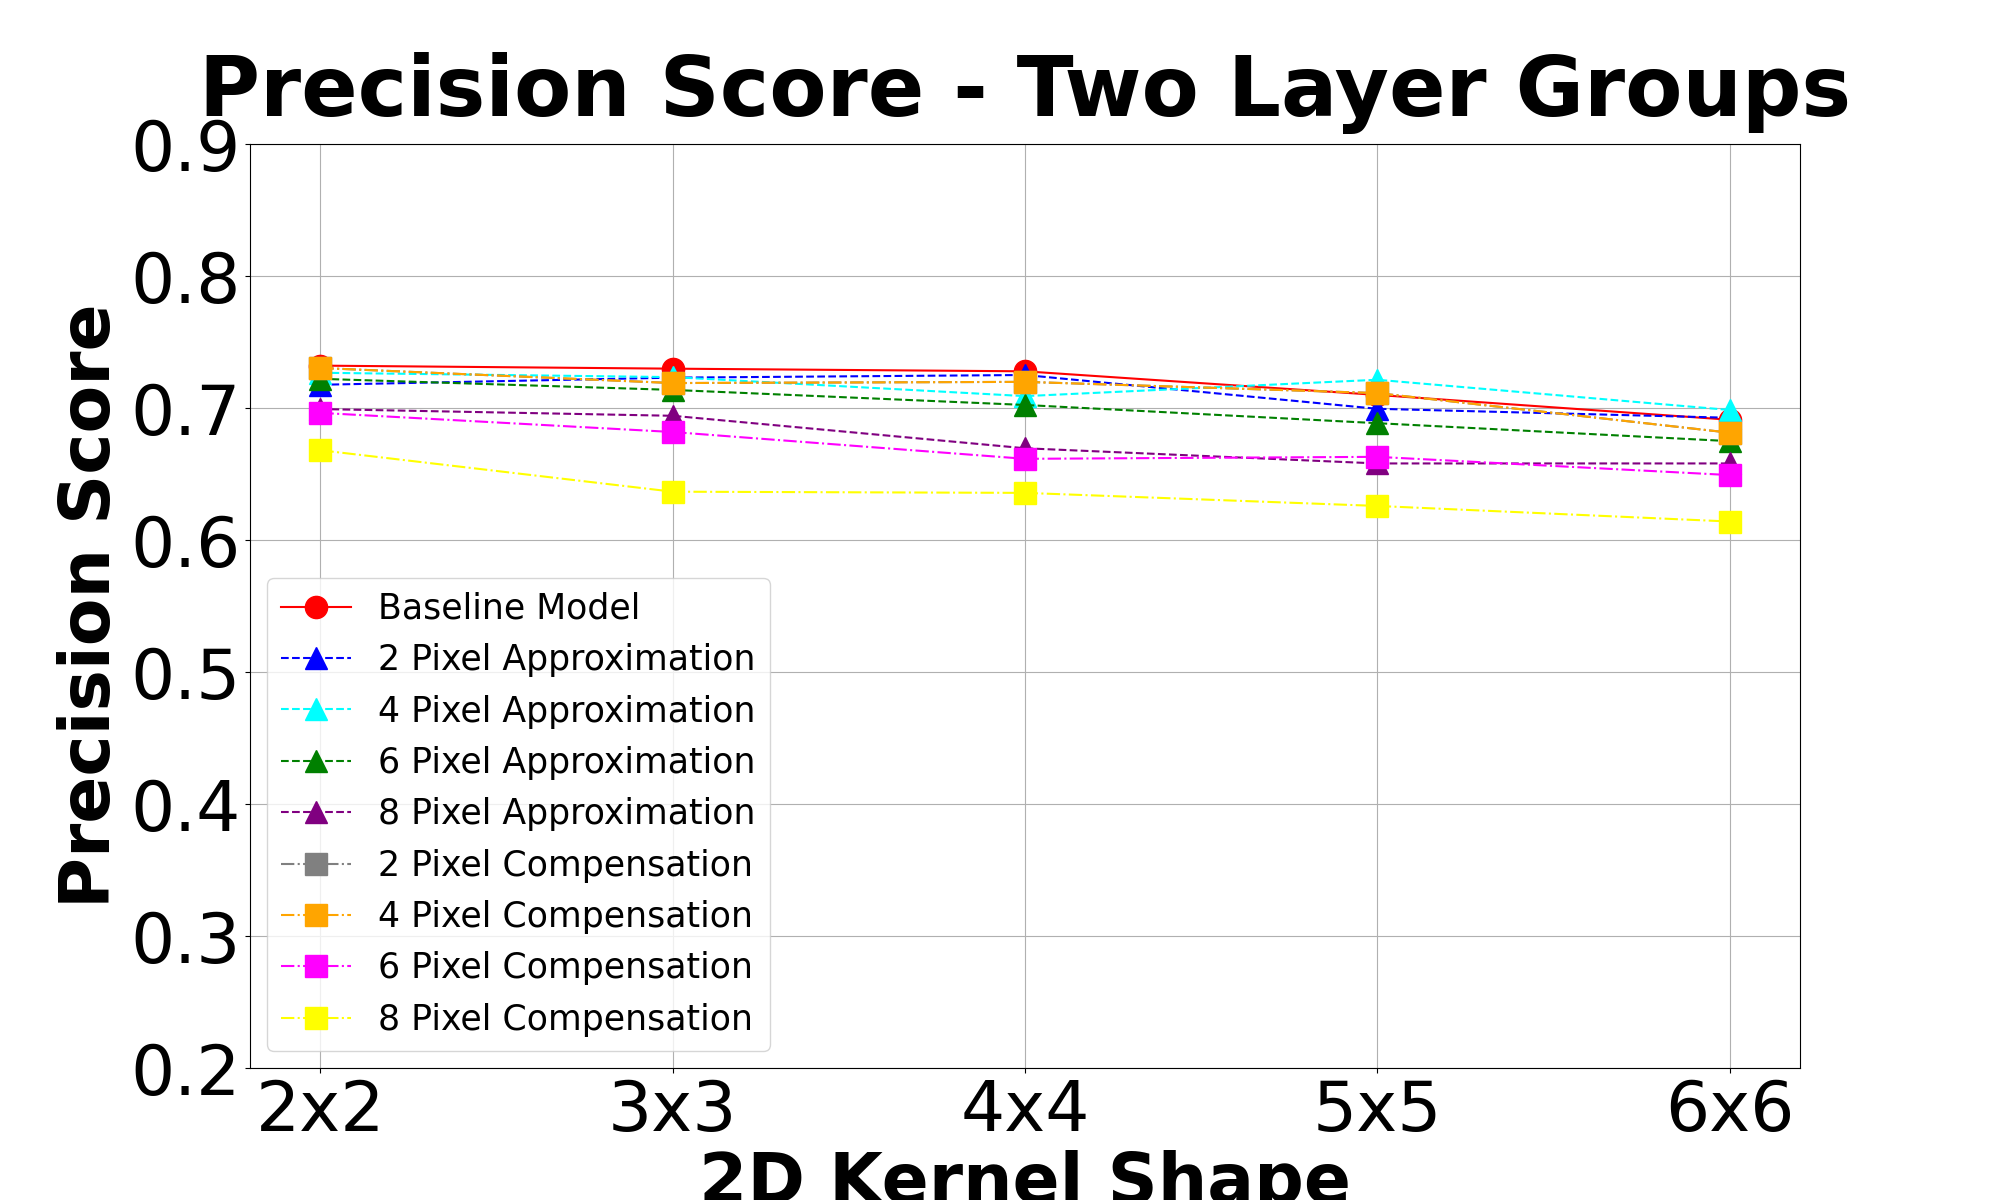 Precision Score - Two Layer Groups
0.9
0.8
0.7
0.6
0.5
0.4
0.3
0.2
Precision Score
Baseline Model
2 Pixel Approximation
4 Pixel Approximation
6 Pixel Approximation
8 Pixel Approximation
2 Pixel Compensation
4 Pixel Compensation
6 Pixel Compensation
8 Pixel Compensation
2x2 3x3 4x4 5x5 6x6
2D Kernel Shape